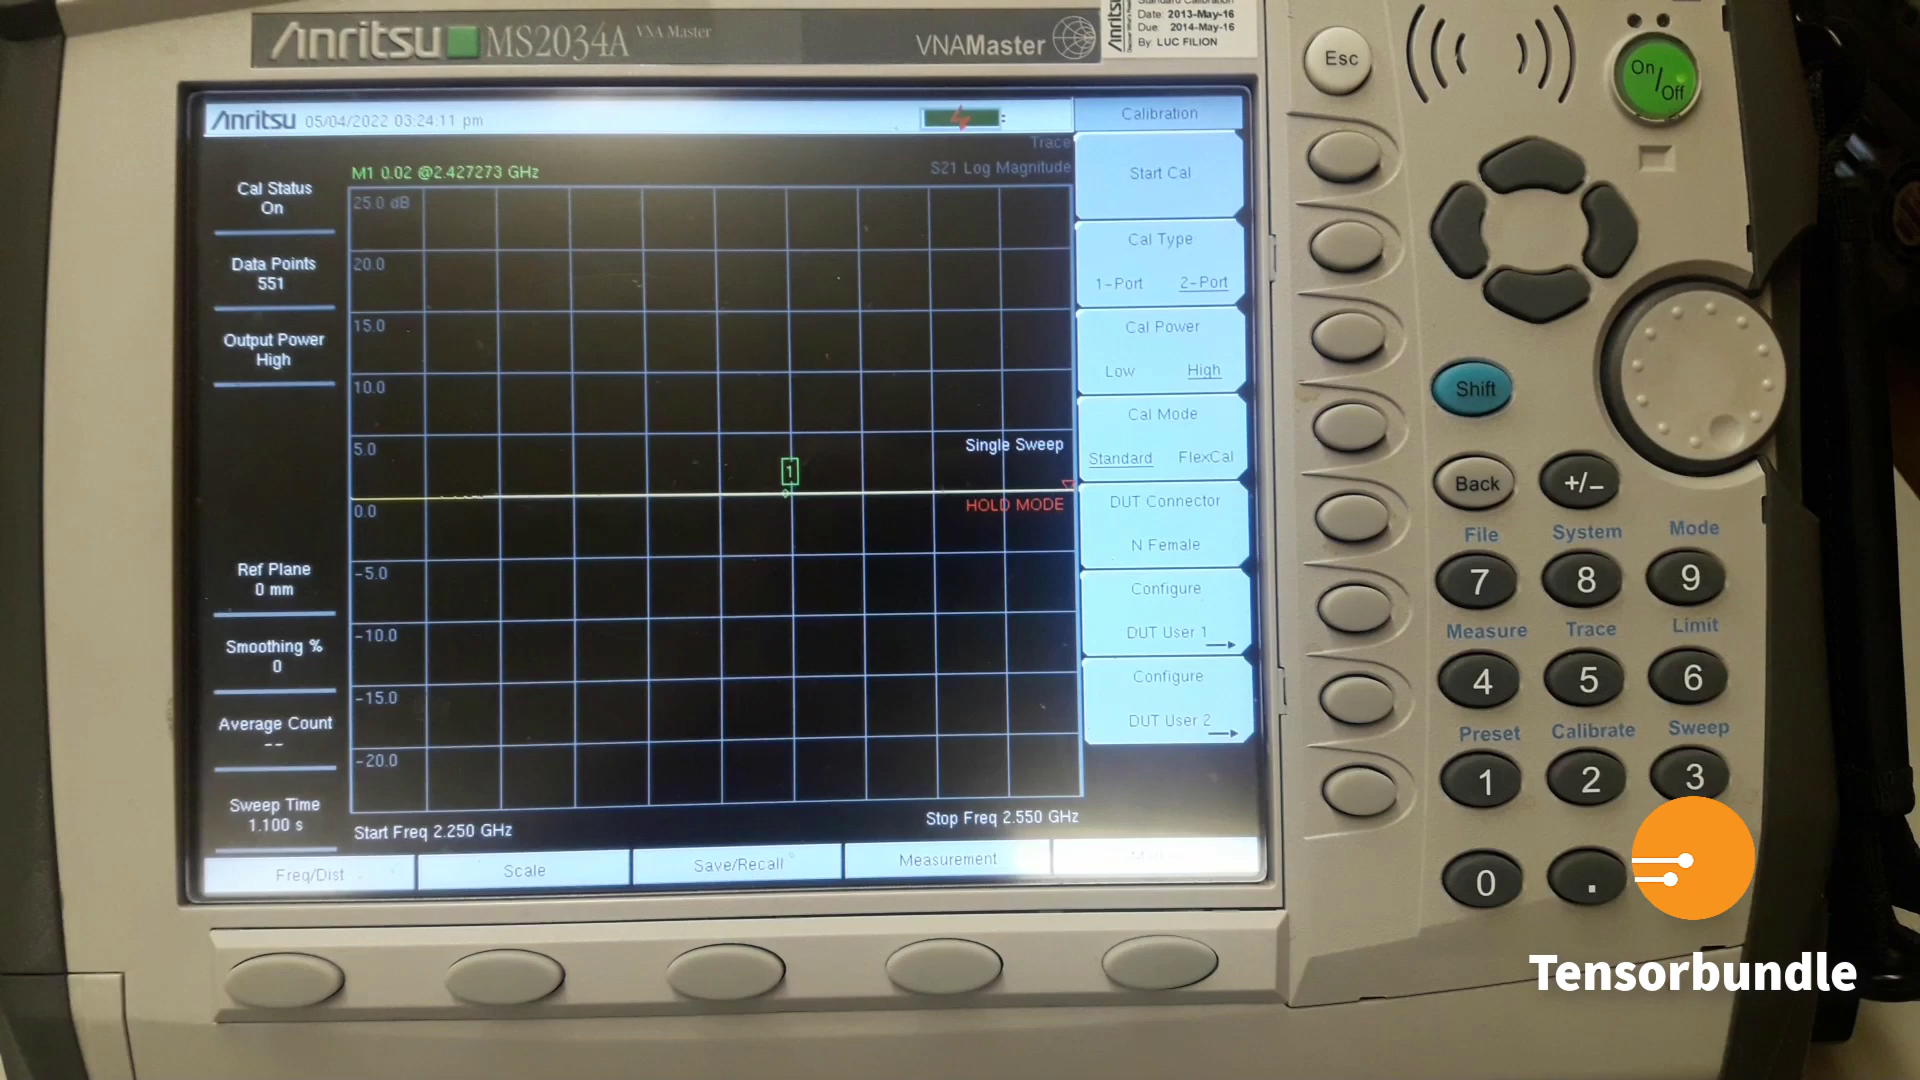 Anritsu MS2034A VNA Master
VNAMaster
Anritsu
Standard Calibration
Date: 2013-May-16
Due: 2014-May-16
By: LUC FILION
Esc
On/Off
Anritsu 05/04/2022 03:24:11 pm
Calibration
Trace
M1 0.02 @2.427273 GHz
S21 Log Magnitude
Cal Status
On
Data Points
551
Output Power
High
Ref Plane
0 mm
Smoothing %
0
Average Count
--
Sweep Time
1.100 s
25.0 dB
20.0
15.0
10.0
5.0
0.0
-5.0
-10.0
-15.0
-20.0
1
Single Sweep
HOLD MODE
Start Freq 2.250 GHz
Stop Freq 2.550 GHz
Start Cal
Cal Type
1-Port 2-Port
Cal Power
Low High
Cal Mode
Standard FlexCal
DUT Connector
N Female
Configure
DUT User 1
Configure
DUT User 2
Freq/Dist Scale Save/Recall Measurement
Shift
Back +/-
File System Mode
7 8 9
Measure Trace Limit
4 5 6
Preset Calibrate Sweep
1 2 3
0 .
Tensorbundle